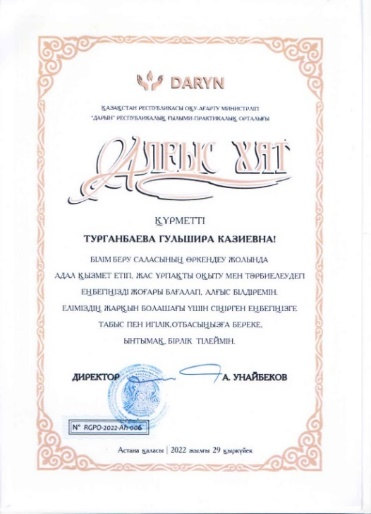 DARYN
ҚАЗАҚСТАН РЕСПУБЛИКАСЫ ОҚУ-АҒАРТУ МИНИСТРЛІГІ
"ДАРЫН" РЕСПУБЛИКАЛЫҚ ҒЫЛЫМИ-ПРАКТИКАЛЫҚ ОРТАЛЫҒЫ
АЛҒЫС ХАТ
ҚҰРМЕТТІ
ТУРГАНБАЕВА ГУЛЬШИРА КАЗИЕВНА!
БІЛІМ БЕРУ САЛАСЫНЫҢ ӨРКЕНДЕУ ЖОЛЫНДА
АДАЛ ҚЫЗМЕТ ЕТІП, ЖАС ҰРПАҚТЫ ОҚЫТУ МЕН ТӘРБИЕЛЕУДЕГІ
ЕҢБЕГІҢІЗДІ ЖОҒАРЫ БАҒАЛАП, АЛҒЫС БІЛДІРЕМІН.
ЕЛІМІЗДІҢ ЖАРҚЫН БОЛАШАҒЫ ҮШІН СІҢІРГЕН ЕҢБЕГІҢІЗГЕ
ТАБЫС ПЕН ИГІЛІК,ОТБАСЫҢЫЗҒА БЕРЕКЕ,
ЫНТЫМАҚ, БІРЛІК ТІЛЕЙМІН.
ДИРЕКТОР А. УНАЙБЕКОВ
N° RGPO-2022-Аһ-006
Астана қаласы | 2022 жылғы 29 қыркүйек